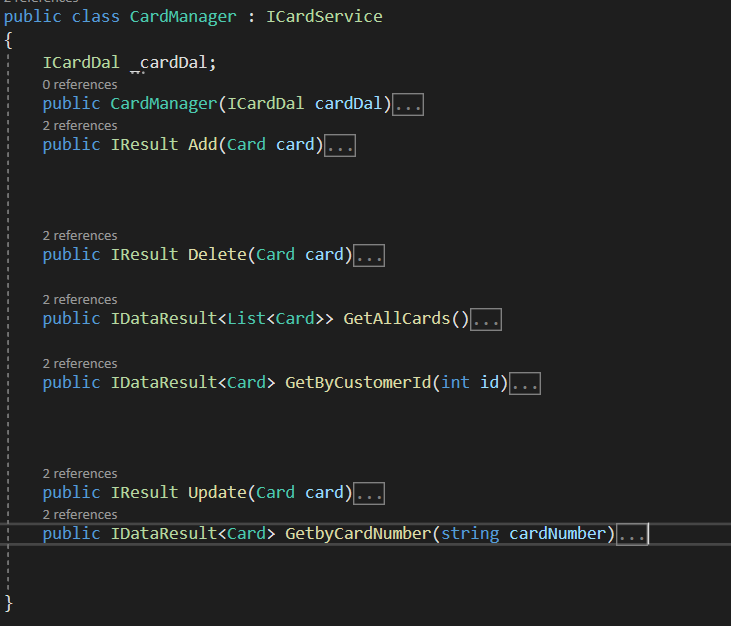 2 references
public class CardManager : ICardService
{
ICardDal _cardDal;
0 references
public CardManager(ICardDal cardDal)...
2 references
public IResult Add(Card card)...
2 references
public IResult Delete(Card card)...
2 references
public IDataResult<List<Card>> GetAllCards()...
2 references
public IDataResult<Card> GetByCustomerId(int id)...
2 references
public IResult Update(Card card)...
2 references
public IDataResult<Card> GetbyCardNumber(string cardNumber)...
}